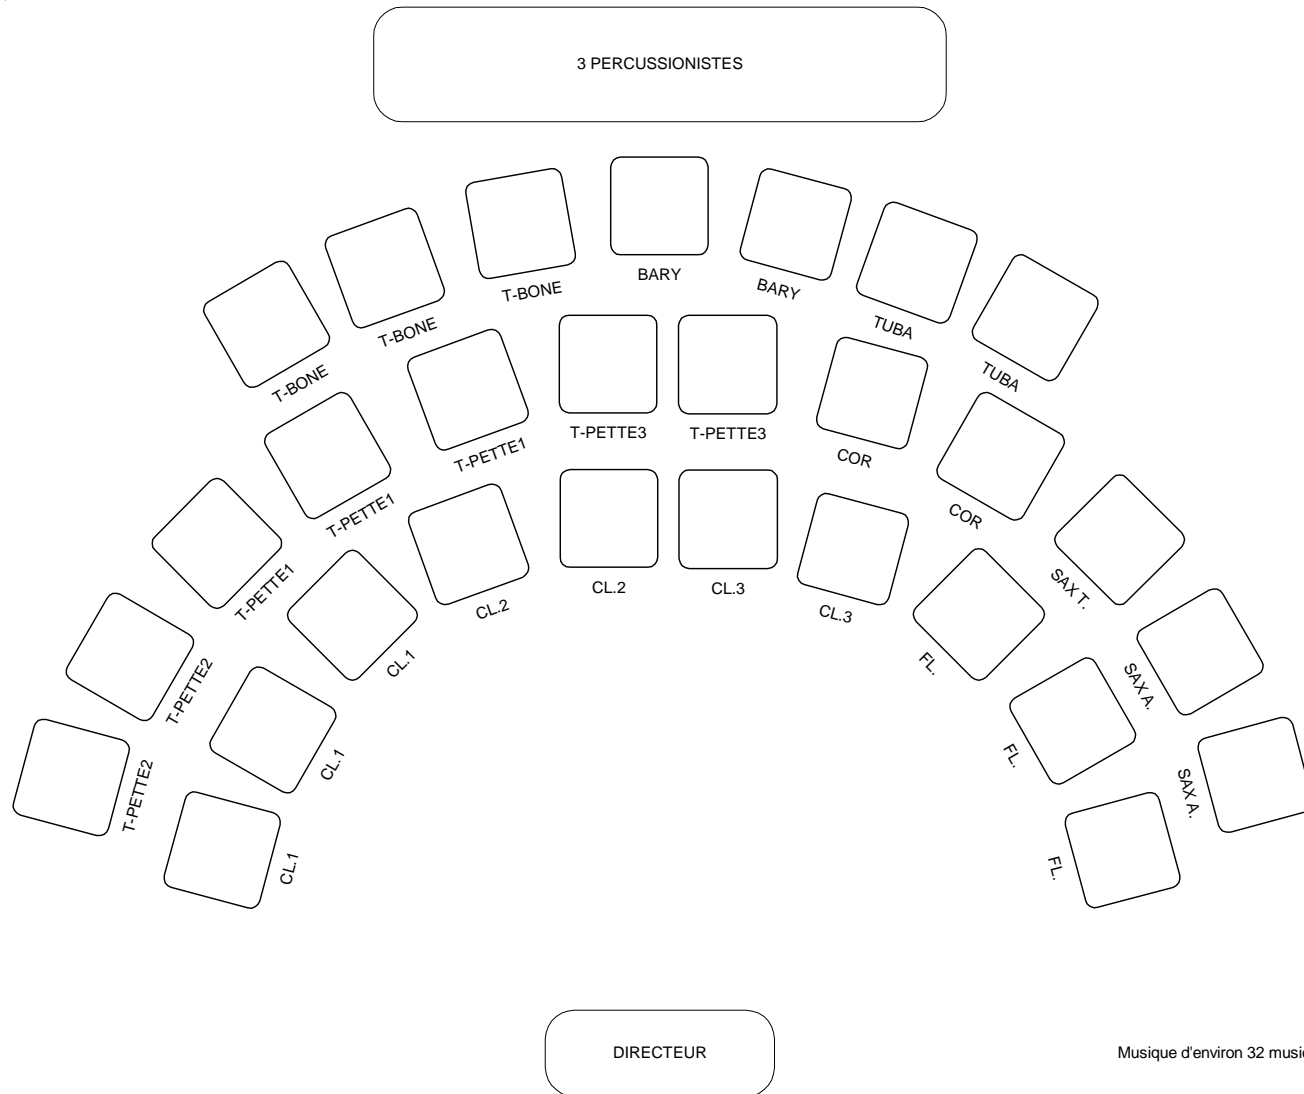 3 PERCUSSIONISTES
T-BONE
T-BONE
T-BONE
BARY
BARY
TUBA
TUBA
T-PETTE2
T-PETTE2
T-PETTE1
T-PETTE1
T-PETTE1
T-PETTE3
T-PETTE3
COR
COR
SAX T.
SAX A.
SAX A.
CL.1
CL.1
CL.1
CL.2
CL.2
CL.3
CL.3
FL.
FL.
FL.
DIRECTEUR
Musique d'environ 32